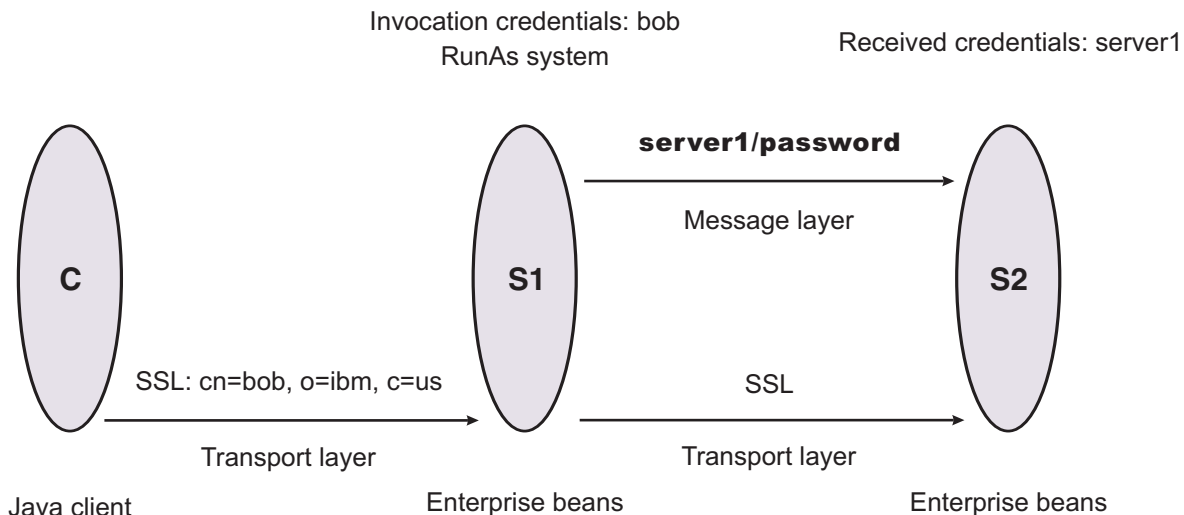 Invocation credentials: bob
RunAs system
Received credentials: server1
server1/password
Message layer
C
S1
S2
SSL: cn=bob, o=ibm, c=us
SSL
Transport layer
Transport layer
Java client
Enterprise beans
Enterprise beans